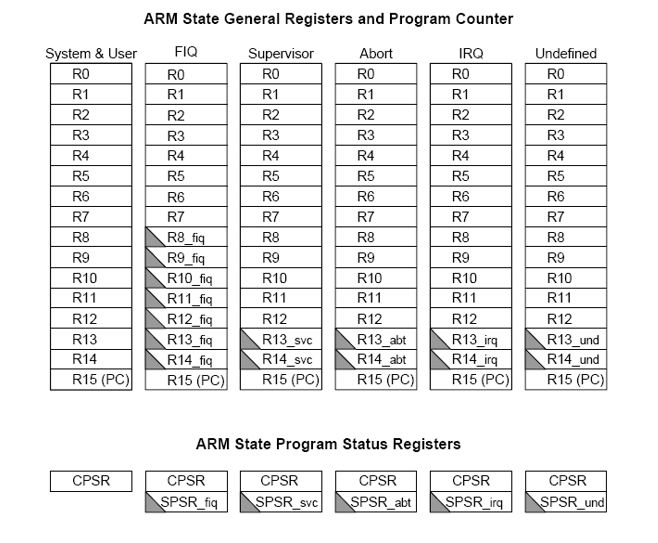 ARM State General Registers and Program Counter
System & User FIQ Supervisor Abort IRQ Undefined
R0 R0 R0 R0 R0 R0
R1 R1 R1 R1 R1 R1
R2 R2 R2 R2 R2 R2
R3 R3 R3 R3 R3 R3
R4 R4 R4 R4 R4 R4
R5 R5 R5 R5 R5 R5
R6 R6 R6 R6 R6 R6
R7 R7 R7 R7 R7 R7
R8 R8_fiq R8 R8 R8 R8
R9 R9_fiq R9 R9 R9 R9
R10 R10_fiq R10 R10 R10 R10
R11 R11_fiq R11 R11 R11 R11
R12 R12_fiq R12 R12 R12 R12
R13 R13_fiq R13_svc R13_abt R13_irq R13_und
R14 R14_fiq R14_svc R14_abt R14_irq R14_und
R15 (PC) R15 (PC) R15 (PC) R15 (PC) R15 (PC) R15 (PC)
ARM State Program Status Registers
CPSR CPSR CPSR CPSR CPSR CPSR
SPSR_fiq SPSR_svc SPSR_abt SPSR_irq SPSR_und